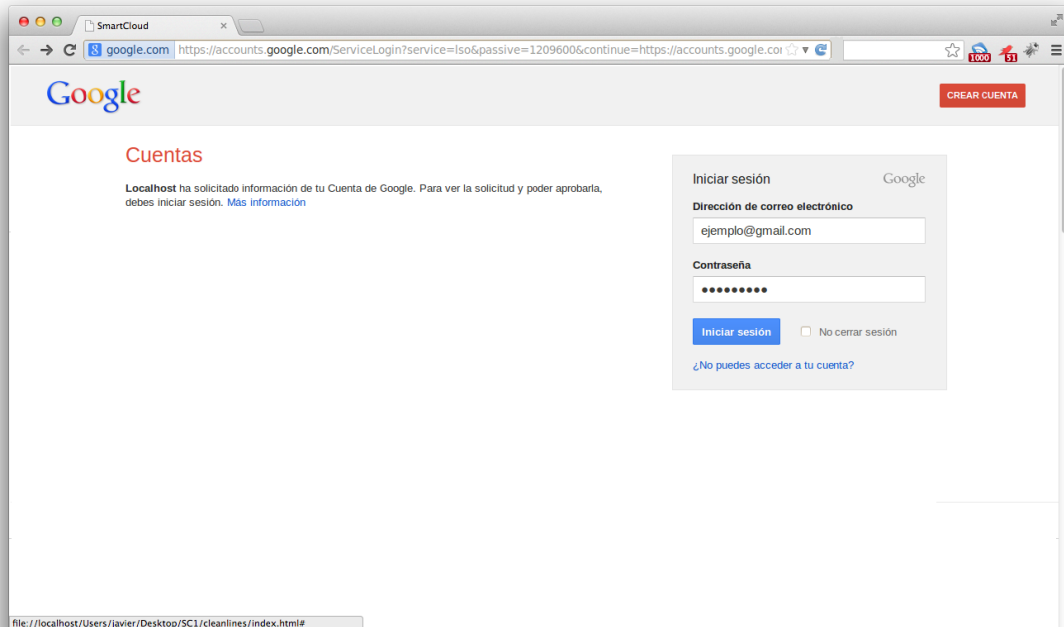 SmartCloud
google.com https://accounts.google.com/ServiceLogin?service=lso&passive=1209600&continue=https://accounts.google.cor
1000 51
Google
CREAR CUENTA
Cuentas
Localhost ha solicitado información de tu Cuenta de Google. Para ver la solicitud y poder aprobarla,
debes iniciar sesión. Más información
Iniciar sesión Google
Dirección de correo electrónico
ejemplo@gmail.com
Contraseña
Iniciar sesión No cerrar sesión
¿No puedes acceder a tu cuenta?
file://localhost/Users/javier/Desktop/SC1/cleanlines/index.html#